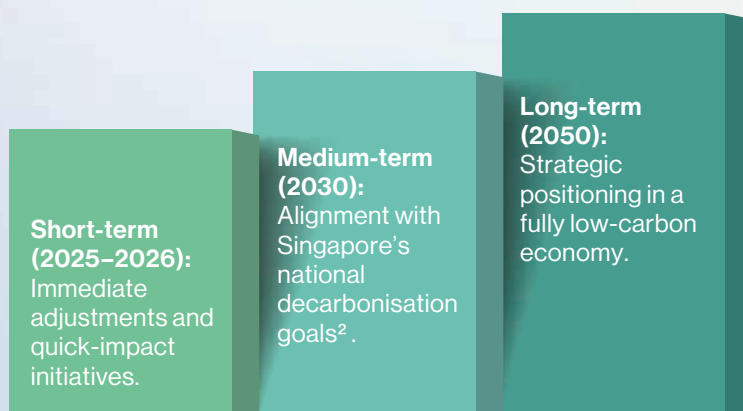 Short-term
(2025–2026):
Immediate
adjustments and
quick-impact
initiatives.
Medium-term
(2030):
Alignment with
Singapore’s
national
decarbonisation
goals² .
Long-term
(2050):
Strategic
positioning in a
fully low-carbon
economy.